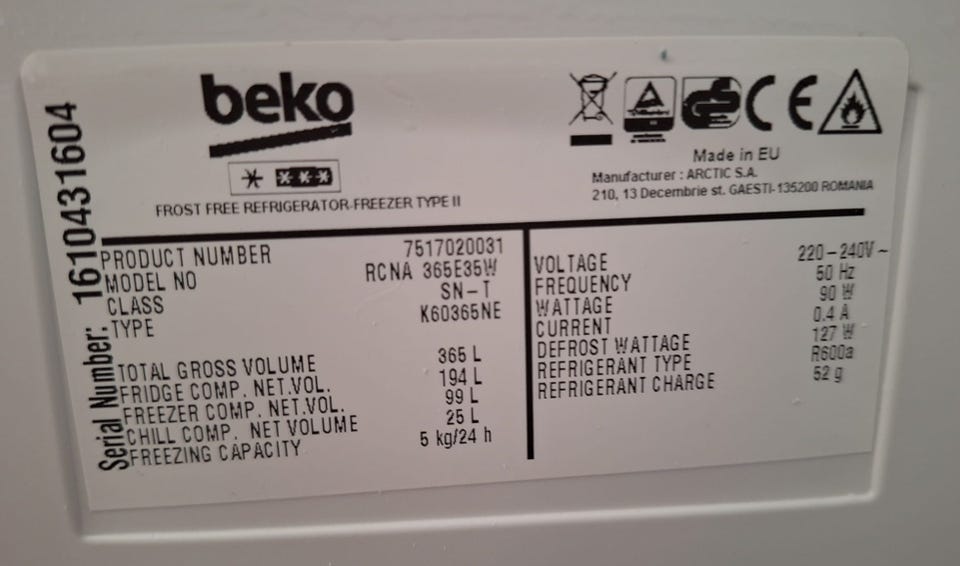 beko
FROST FREE REFRIGERATOR-FREEZER TYPE II
Made in EU
Manufacturer : ARCTIC S.A.
210, 13 Decembrie st. GAESTI-135200 ROMANIA
Serial Number: 1610431604
PRODUCT NUMBER 7517020031
MODEL NO RCNA 365E35W
CLASS SN-T
TYPE K60365NE
TOTAL GROSS VOLUME 365 L
FRIDGE COMP. NET.VOL. 194 L
FREEZER COMP. NET.VOL. 99 L
CHILL COMP. NET VOLUME 25 L
FREEZING CAPACITY 5 kg/24 h
VOLTAGE 220-240V ~
FREQUENCY 50 Hz
WATTAGE 90 W
CURRENT 0.4 A
DEFROST WATTAGE 127 W
REFRIGERANT TYPE R600a
REFRIGERANT CHARGE 52 g